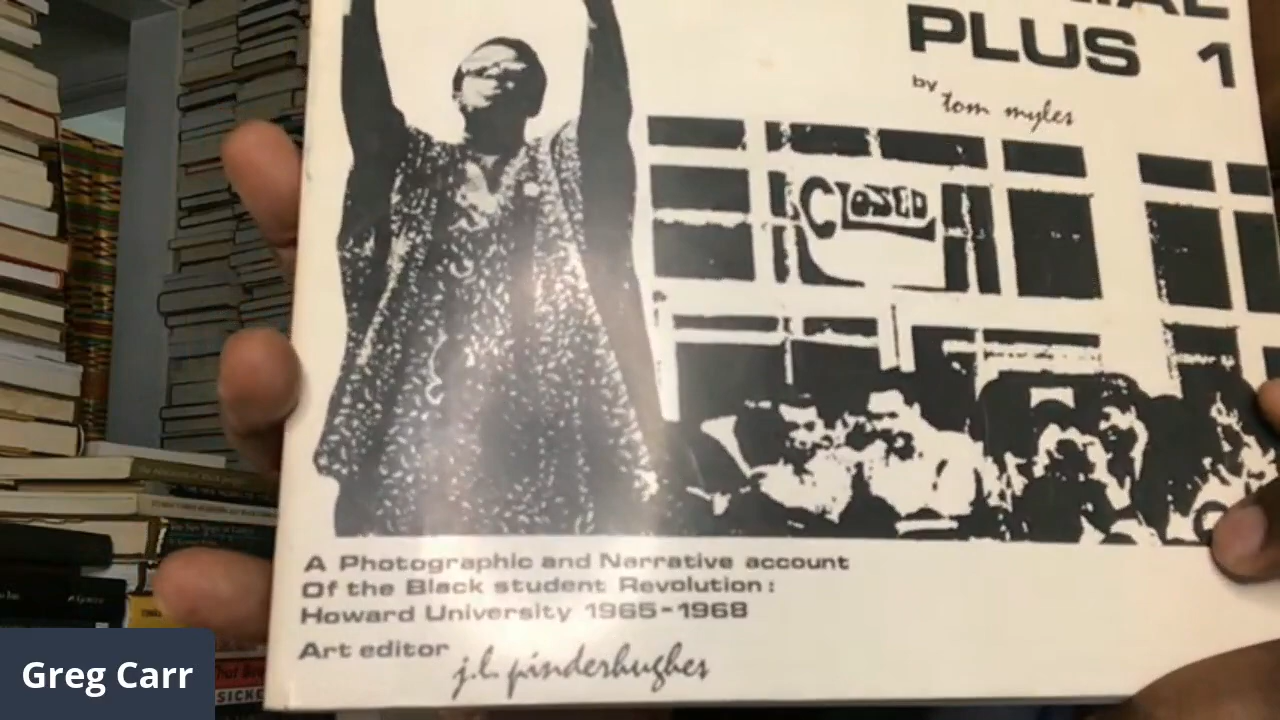 PLUS 1
by tom myles
CLOSED
A Photographic and Narrative account
Of the Black student Revolution:
Howard University 1965-1968
Art editor j.l. pinderhughes
Greg Carr
SICK